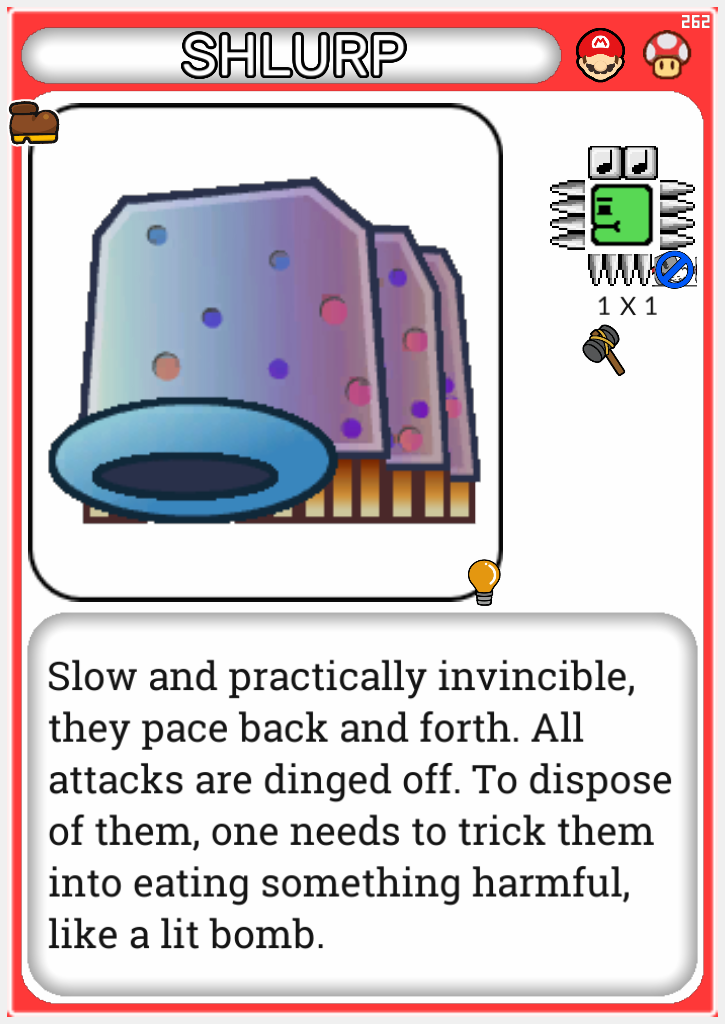 262
SHLURP
1 X 1
Slow and practically invincible,
they pace back and forth. All
attacks are dinged off. To dispose
of them, one needs to trick them
into eating something harmful,
like a lit bomb.